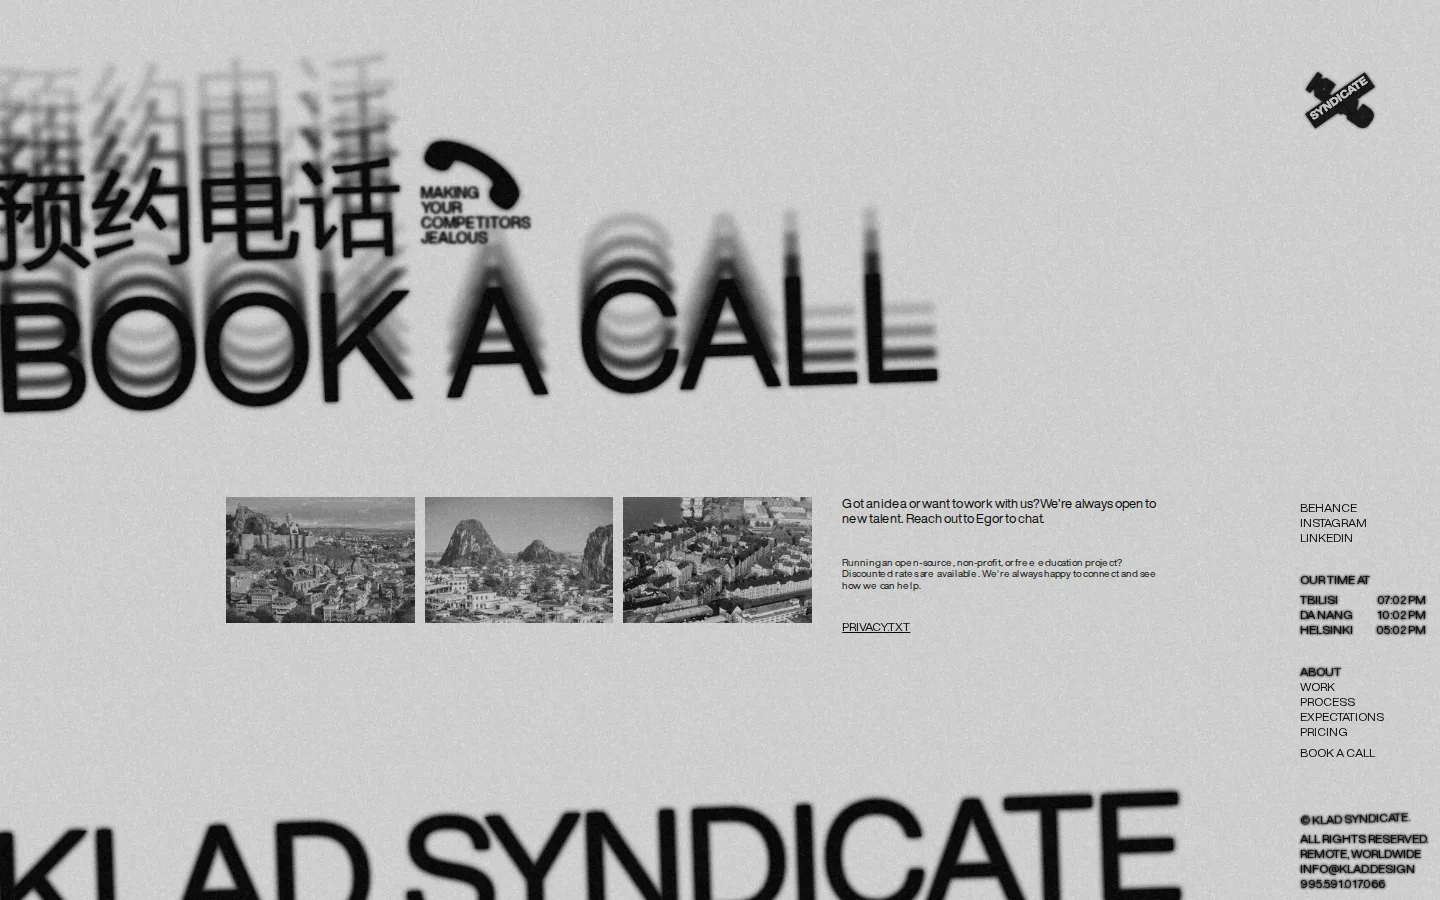 预约电话
MAKING
YOUR
COMPETITORS
JEALOUS
BOOK A CALL
SYNDICATE
Got an idea or want to work with us? We're always open to
new talent. Reach out to Egor to chat.
Running an open-source, non-profit, or free education project?
Discounted rates are available. We're always happy to connect and see
how we can help.
PRIVACY.TXT
BEHANCE
INSTAGRAM
LINKEDIN
OUR TIME AT
TBILISI 07:02 PM
DA NANG 10:02 PM
HELSINKI 05:02 PM
ABOUT
WORK
PROCESS
EXPECTATIONS
PRICING
BOOK A CALL
© KLAD SYNDICATE.
ALL RIGHTS RESERVED.
REMOTE, WORLDWIDE
INFO@KLAD.DESIGN
995.591.017.066
KLAD SYNDICATE